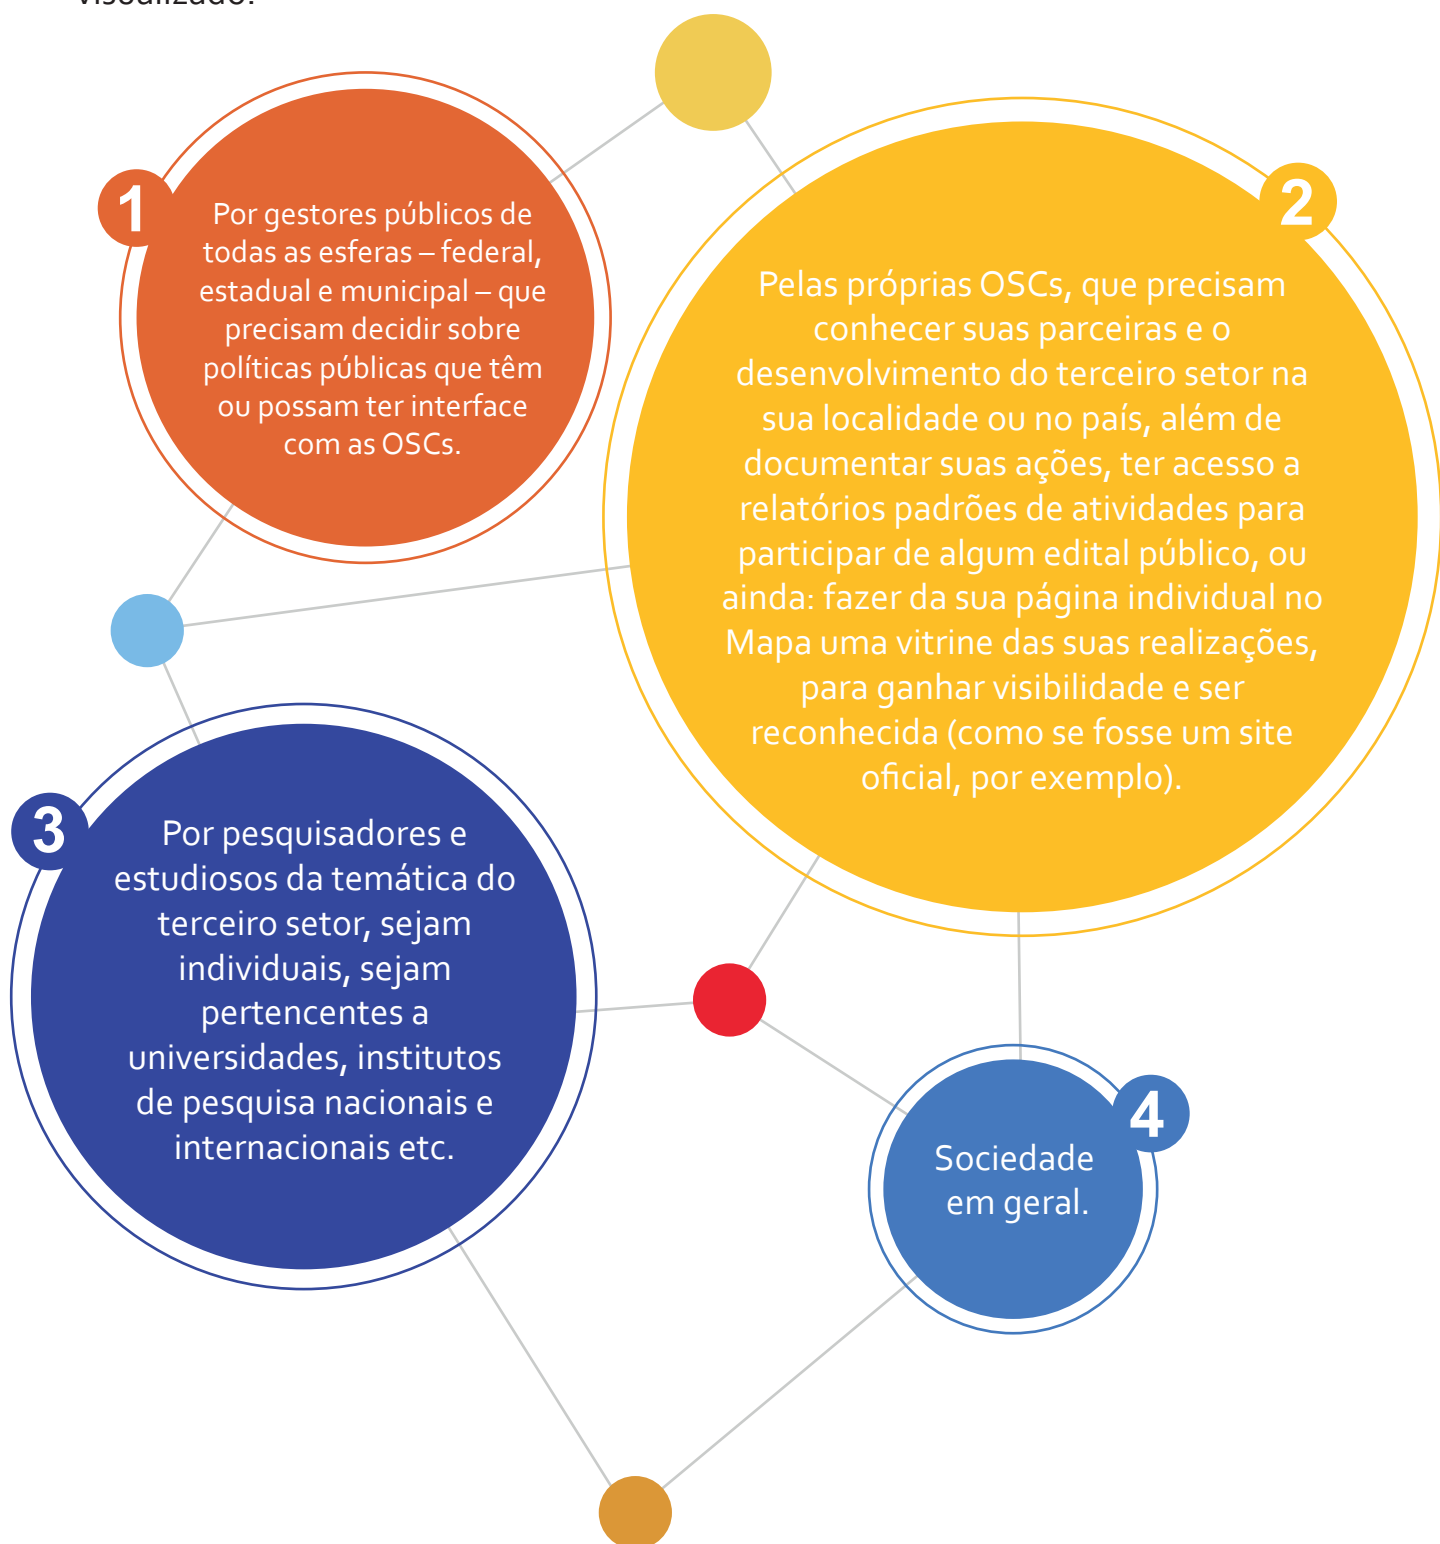 visualizado:
1
Por gestores públicos de
todas as esferas – federal,
estadual e municipal – que
precisam decidir sobre
políticas públicas que têm
ou possam ter interface
com as OSCs.
2
Pelas próprias OSCs, que precisam
conhecer suas parceiras e o
desenvolvimento do terceiro setor na
sua localidade ou no país, além de
documentar suas ações, ter acesso a
relatórios padrões de atividades para
participar de algum edital público, ou
ainda: fazer da sua página individual no
Mapa uma vitrine das suas realizações,
para ganhar visibilidade e ser
reconhecida (como se fosse um site
oficial, por exemplo).
3
Por pesquisadores e
estudiosos da temática do
terceiro setor, sejam
individuais, sejam
pertencentes a
universidades, institutos
de pesquisa nacionais e
internacionais etc.
4
Sociedade
em geral.